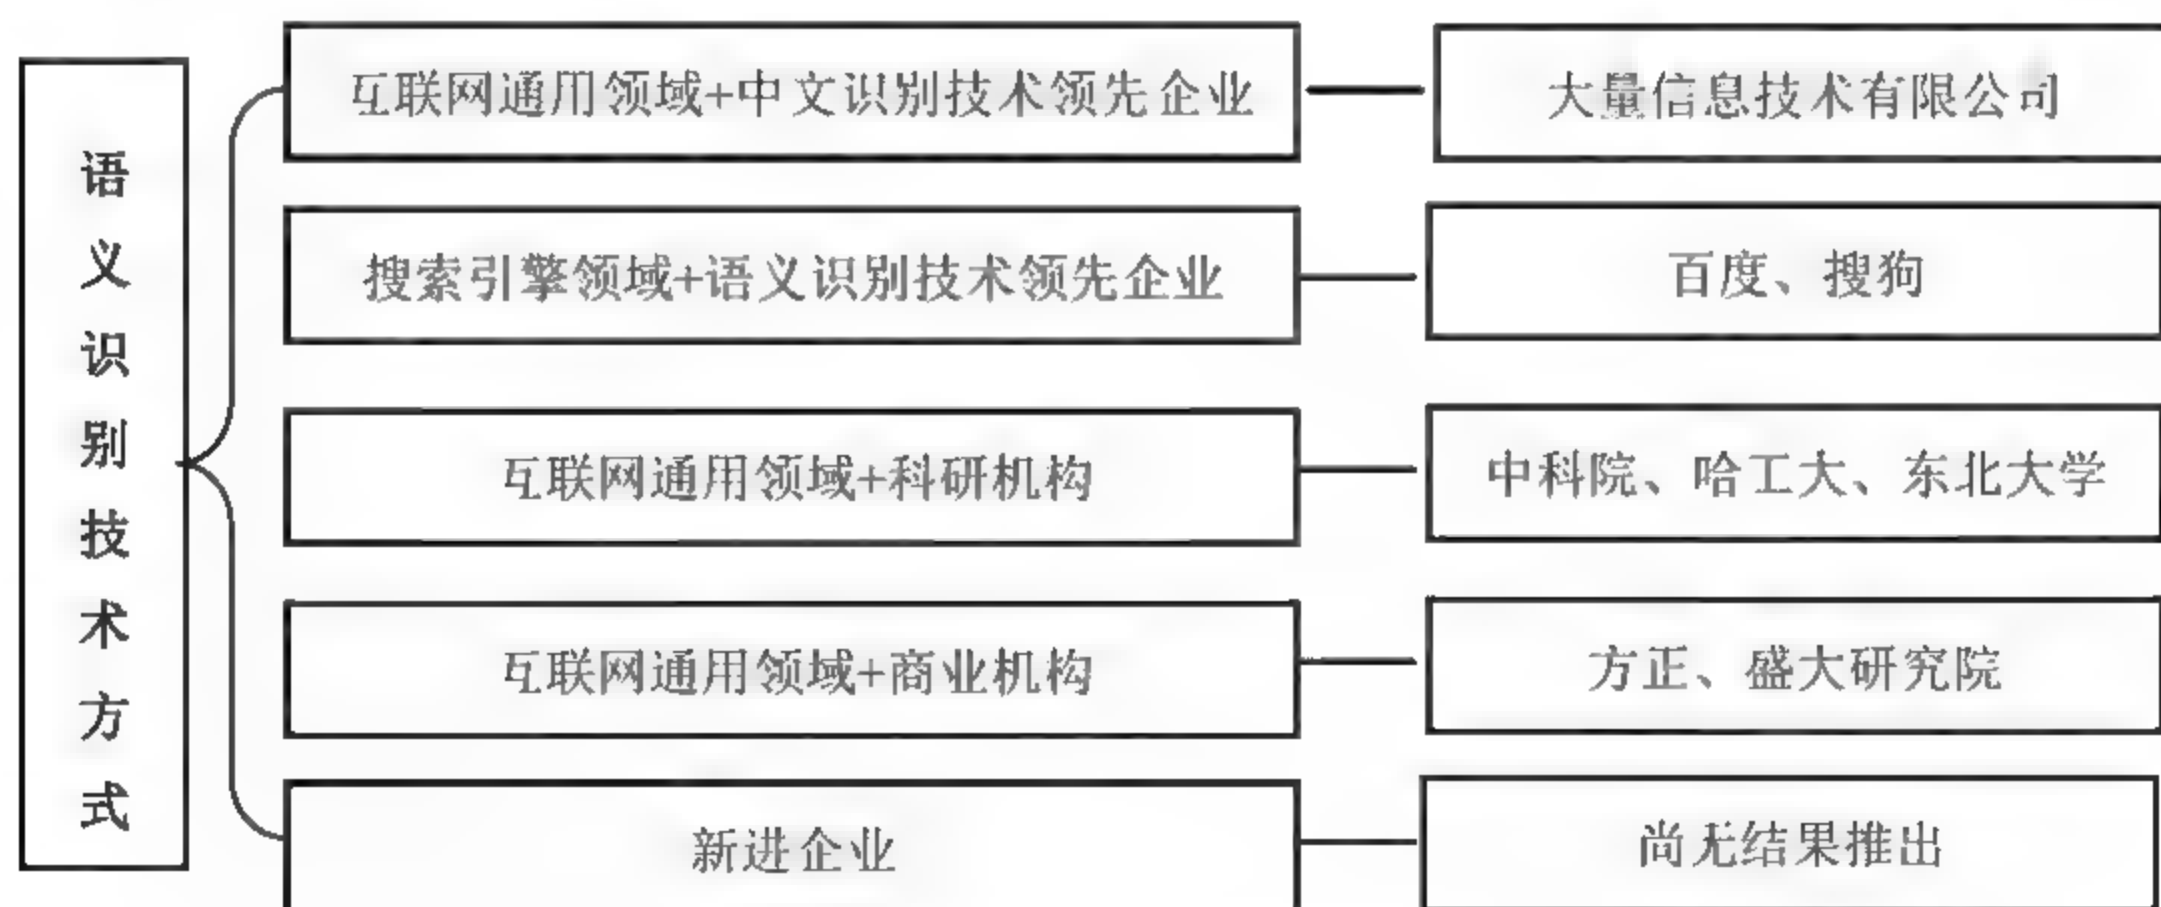 语义识别技术方式
互联网通用领域+中文识别技术领先企业
大量信息技术有限公司
搜索引擎领域+语义识别技术领先企业
百度、搜狗
互联网通用领域+科研机构
中科院、哈工大、东北大学
互联网通用领域+商业机构
方正、盛大研究院
新进企业
尚无结果推出